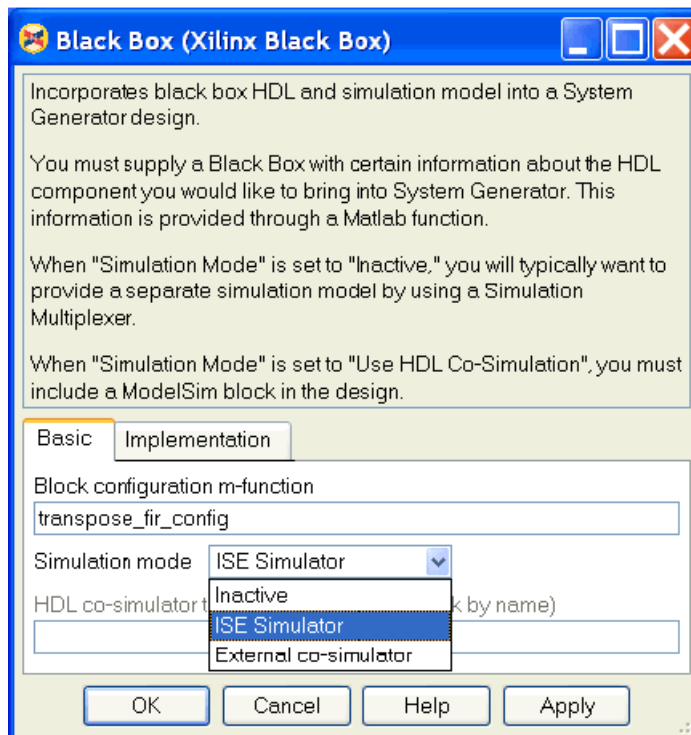 Black Box (Xilinx Black Box)
Incorporates black box HDL and simulation model into a System
Generator design.
You must supply a Black Box with certain information about the HDL
component you would like to bring into System Generator. This
information is provided through a Matlab function.
When "Simulation Mode" is set to "Inactive," you will typically want to
provide a separate simulation model by using a Simulation
Multiplexer.
When "Simulation Mode" is set to "Use HDL Co-Simulation", you must
include a ModelSim block in the design.
Basic Implementation
Block configuration m-function
transpose_fir_config
Simulation mode ISE Simulator
Inactive
HDL co-simulator t k by name)
ISE Simulator
External co-simulator
OK Cancel Help Apply